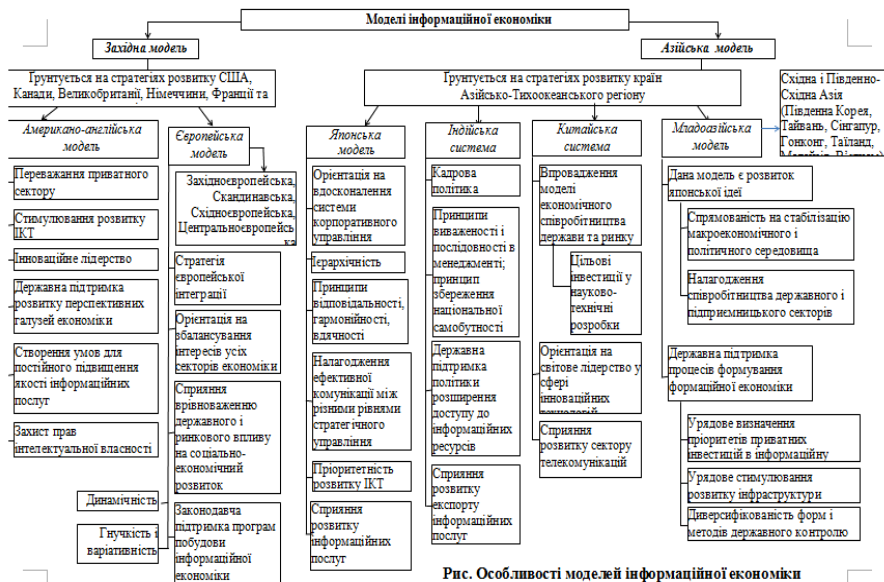 Моделі інформаційної економіки
Західна модель
Азійська модель
Ґрунтується на стратегіях розвитку США,
Канади, Великобританії, Німеччини, Франції та
Ґрунтується на стратегіях розвитку країн
Азійсько-Тихоокеанського регіону
Східна і Південно-
Східна Азія
(Південна Корея,
Тайвань, Сінгапур,
Гонконг, Таїланд,
Американо-англійська
модель
Європейська
модель
Японська
модель
Індійська
система
Китайська
система
Младоазійська
модель
Переважання приватного
сектору
Стимулювання розвитку
ІКТ
Інноваційне лідерство
Державна підтримка
розвитку перспективних
галузей економіки
Створення умов для
постійного підвищення
якості інформаційних
послуг
Захист прав
інтелектуальної власності
Динамічність
Гнучкість і
варіативність
Західноєвропейська,
Скандинавська,
Східноєвропейська,
Центральноєвропейсь
ька
Стратегія
європейської
інтеграції
Орієнтація на
збалансування
інтересів усіх
секторів економіки
Сприяння
врівноваженню
державного і
ринкового впливу
на соціально-
економічний
розвиток
Законодавча
підтримка програм
побудови
інформаційної
економіки
Орієнтація на
вдосконалення
системи
корпоративного
управління
Ієрархічність
Принципи
відповідальності,
гармонійності,
вдячності
Налагодження
ефективної
комунікації між
різними рівнями
стратегічного
управління
Пріоритетність
розвитку ІКТ
Сприяння
розвитку
інформаційних
послуг
Кадрова
політика
Принципи
виваженості і
послідовності в
менеджменті;
принцип
збереження
національної
самобутності
Державна
підтримка
політики
розширення
доступу до
інформаційних
ресурсів
Сприяння
розвитку
експорту
інформаційних
послуг
Впровадження
моделі
економічного
співробітництва
держави та ринку
Цільові
інвестиції у
науково-
технічні
розробки
Орієнтація на
світове лідерство у
сфері
інноваційних
Сприяння
розвитку сектору
телекомунікацій
Дана модель є розвиток
японської ідеї
Спрямованість на стабілізацію
макроекономічного і
політичного середовища
Налагодження
співробітництва державного і
підприємницького секторів
Державна підтримка
процесів формування
формаційної економіки
Урядове визначення
пріоритетів приватних
інвестицій в інформаційну
Урядове стимулювання
розвитку інфраструктури
Диверсифікованість форм і
методів державного контролю
Рис. Особливості моделей інформаційної економіки